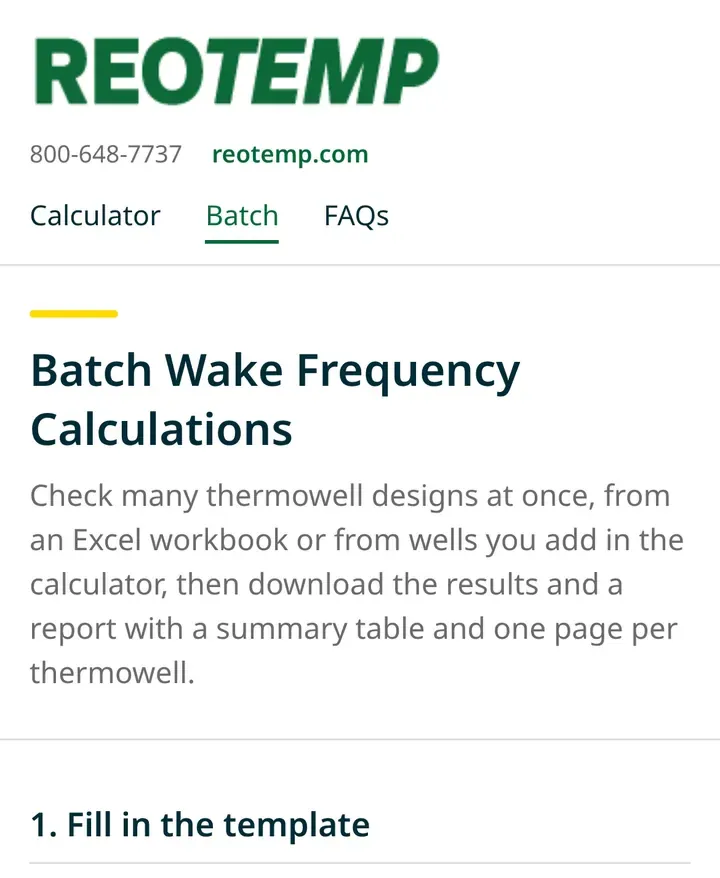 REOTEMP
800-648-7737 reotemp.com
Calculator Batch FAQs
Batch Wake Frequency
Calculations
Check many thermowell designs at once, from
an Excel workbook or from wells you add in the
calculator, then download the results and a
report with a summary table and one page per
thermowell.
1. Fill in the template